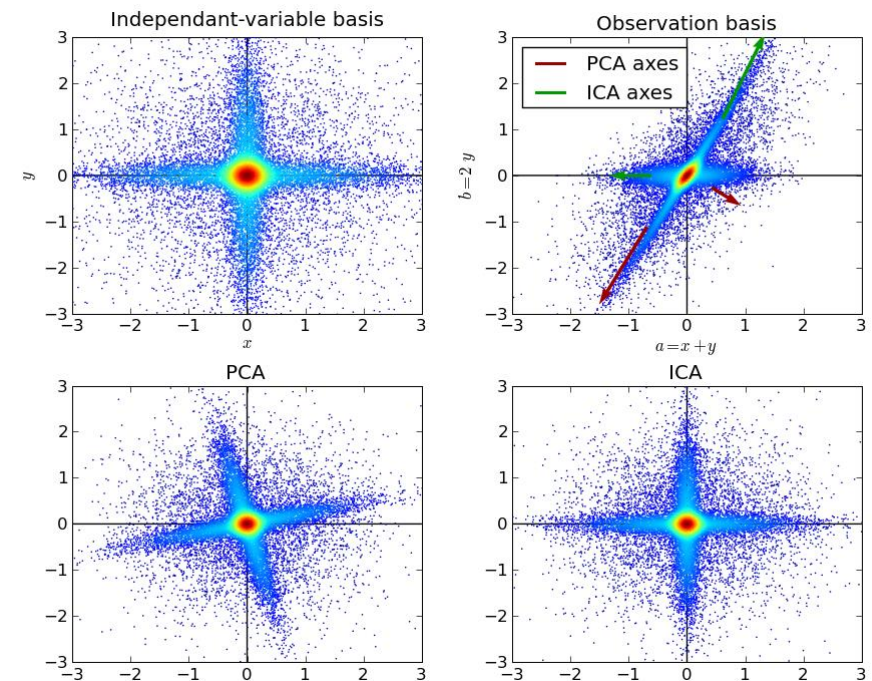 Independant-variable basis
3
2
1
0
−1
−2
−3
−3 −2 −1 0 1 2 3
y
x
Observation basis
PCA axes
ICA axes
3
2
1
0
−1
−2
−3
−3 −2 −1 0 1 2 3
b=2 y
a=x+y
PCA
3
2
1
0
−1
−2
−3
−3 −2 −1 0 1 2 3
ICA
3
2
1
0
−1
−2
−3
−3 −2 −1 0 1 2 3